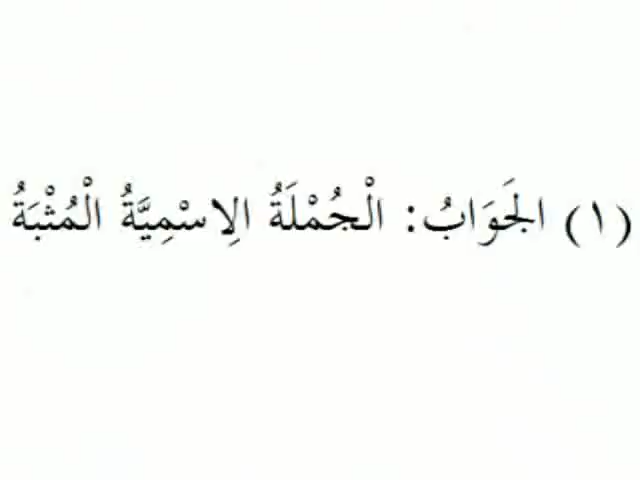 (١) الجَوَابُ: الْجُمْلَةُ الِاسْمِيَّةُ الْمُثْبَةُ